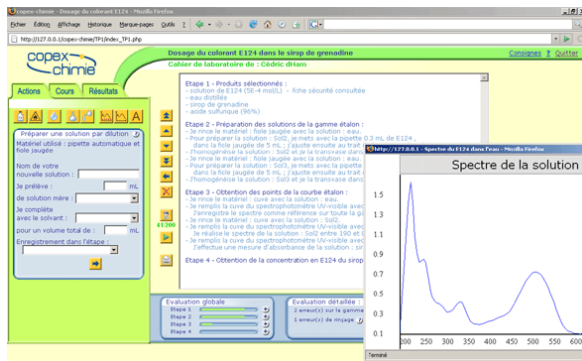 copex-chimie - Dosage du colorant E124 - Mozilla Firefox
Fichier Édition Affichage Historique Marque-pages Outils ?
http://127.0.0.1/copex-chimie/TP1/index_TP1.php
copex-chimie
Dosage du colorant E124 dans le sirop de grenadine
Consignes ? Quitter
Cahier de laboratoire de : Cédric dHam
Actions Cours Résultats
Préparer une solution par dilution
Matériel utilisé : pipette automatique et
fiole jaugée
Nom de votre
nouvelle solution :
Je prélève : mL
de solution mère :
Je complète
avec le solvant :
pour un volume total de : mL
Enregistrement dans l'étape :
41/200
Etape 1 - Produits sélectionnés :
- solution de E124 (5E-4 mol/L) - fiche sécurité consultée
- eau distillée
- sirop de grenadine
- acide sulfurique (96%)
Etape 2 - Préparation des solutions de la gamme étalon :
- Je rince le matériel : fiole jaugée avec la solution : eau.
- Pour préparer la solution : Sol2, je mets avec la pipette 0.3 mL de E124 ,
dans la fiole jaugée de 5 mL ; j'ajuste ensuite au trait
- J'homogénéise la solution : Sol2 et je la transvase dans
- Je rince le matériel : fiole jaugée avec la solution : eau.
- Pour préparer la solution : Sol3, je mets avec la pipette
dans la fiole jaugée de 5 mL ; j'ajuste ensuite au trait
- J'homogénéise la solution : Sol3 et je la transvase dans
Etape 3 - Obtention des points de la courbe étalon :
- Je rince le matériel : cuve avec la solution : eau.
- Je remplis la cuve du spectrophotomètre UV-visible avec
J'enregistre le spectre comme référence sur toute la
- Je rince le matériel : cuve avec la solution : Sol2.
- Je remplis la cuve du spectrophotomètre UV-visible avec
Je réalise le spectre de la solution : Sol2 entre 190 et
- Je remplis la cuve du spectrophotomètre UV-visible avec
J'effectue une mesure d'absorbance de la solution :
Etape 4 - Obtention de la concentration en E124 du sirop
Evaluation globale
Etape 1
Etape 2
Etape 3
Etape 4
Evaluation détaillée :
2 erreur(s) sur la gamme
1 erreur(s) de rinçage
http://127.0.0.1 - Spectre de E124 dans l'eau - Mozilla Firefox
Spectre de la solution
1.5
1.3
1.1
0.9
0.7
0.5
0.3
0.1
200 250 300 350 400 450 500 550 600
Terminé